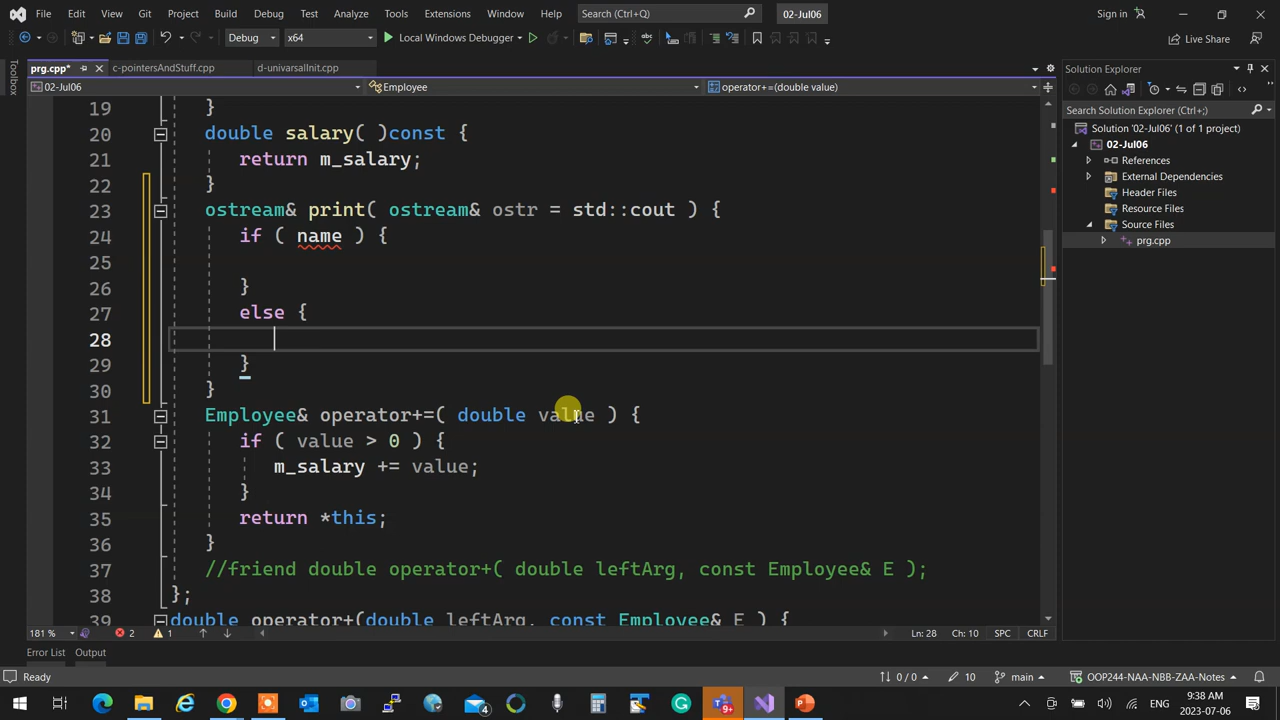 File Edit View Git Project Build Debug Test Analyze Tools Extensions Window Help Search (Ctrl+Q) 02-Jul06 Sign in
Debug x64 Local Windows Debugger Live Share
Toolbox
prg.cpp* c-pointersAndStuff.cpp d-univarsalInit.cpp
02-Jul06 Employee operator+=(double value)
19 }
20 double salary( )const {
21 return m_salary;
22 }
23 ostream& print( ostream& ostr = std::cout ) {
24 if ( name ) {
25
26 }
27 else {
28
29 }
30 }
31 Employee& operator+=( double value ) {
32 if ( value > 0 ) {
33 m_salary += value;
34 }
35 return *this;
36 }
37 //friend double operator+( double leftArg, const Employee& E );
38 };
39 double operator+(double leftArg, const Employee& E ) {
181 % 2 1 Ln: 28 Ch: 10 SPC CRLF
Error List Output
Solution Explorer
Search Solution Explorer (Ctrl+;)
Solution '02-Jul06' (1 of 1 project)
02-Jul06
References
External Dependencies
Header Files
Resource Files
Source Files
prg.cpp
Ready 0 / 0 10 main OOP244-NAA-NBB-ZAA-Notes
4 9+ ENG 9:38 AM
2023-07-06